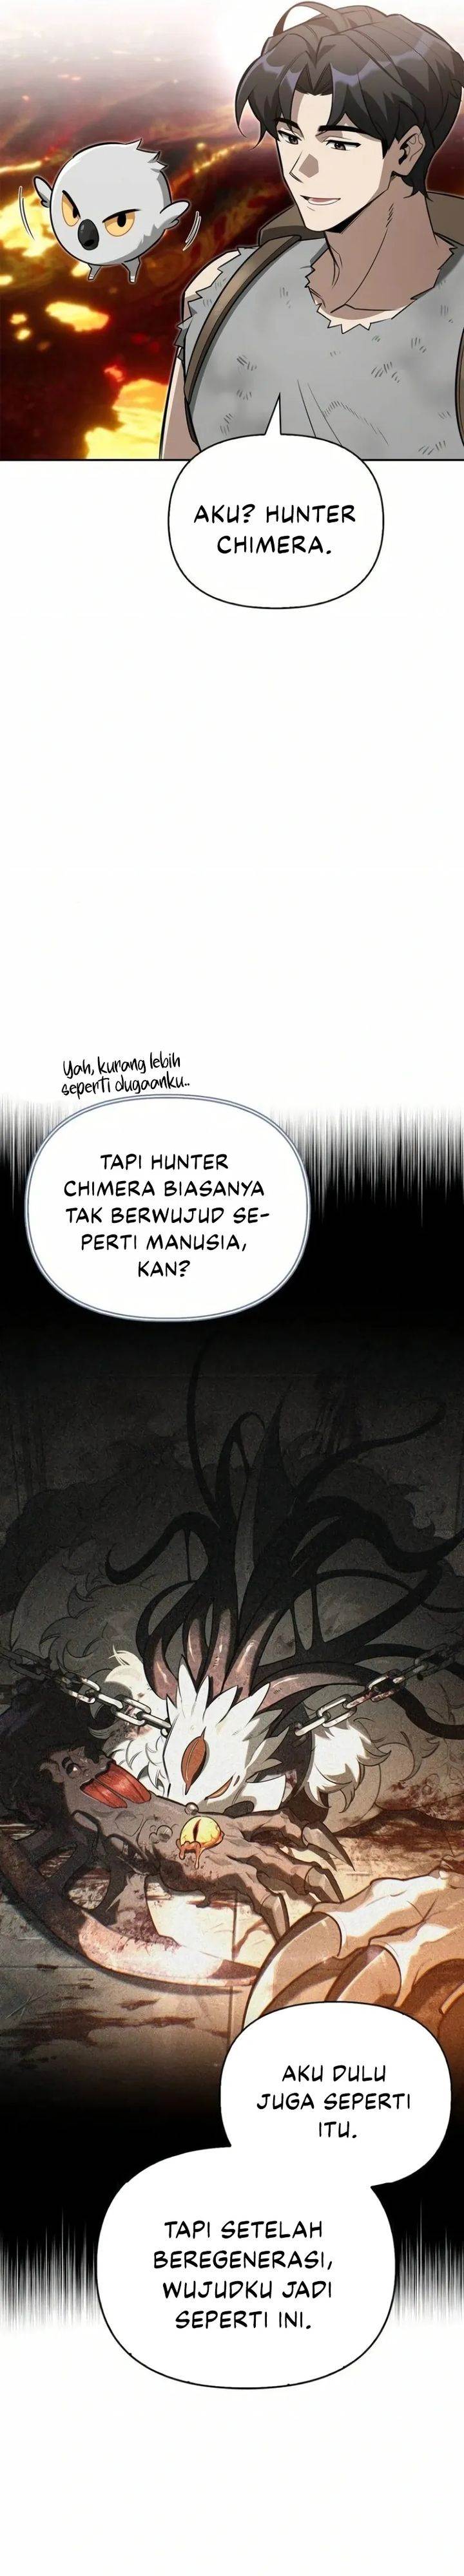 AKU? HUNTER
CHIMERA.
Yah, kurang lebih
seperti dugaanku..
TAPI HUNTER
CHIMERA BIASANYA
TAK BERWUJUD SE-
PERTI MANUSIA,
KAN?
AKU DULU
JUGA SEPERTI
ITU.
TAPI SETELAH
BEREGENERASI,
WUJUDKU JADI
SEPERTI INI.